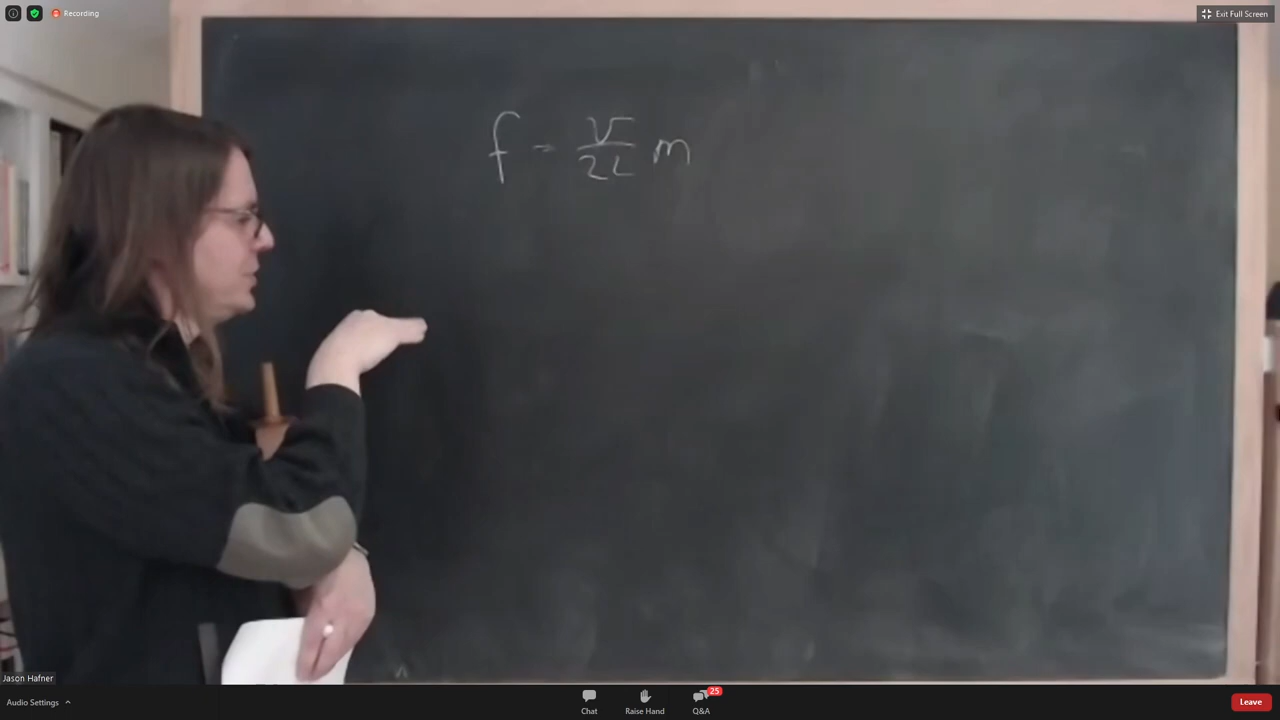 Recording
Exit Full Screen
f = v/2L m
Jason Hafner
Audio Settings
Chat
Raise Hand
25
Q&A
Leave